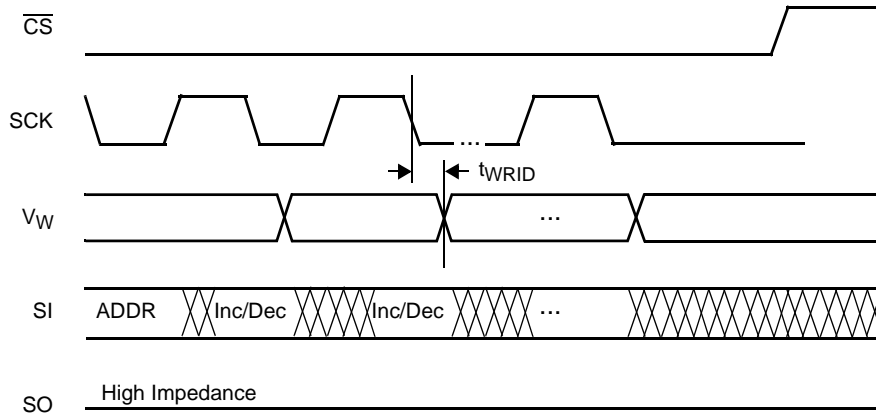 CS
SCK
...
tWRID
VW
...
SI ADDR Inc/Dec Inc/Dec ...
SO High Impedance